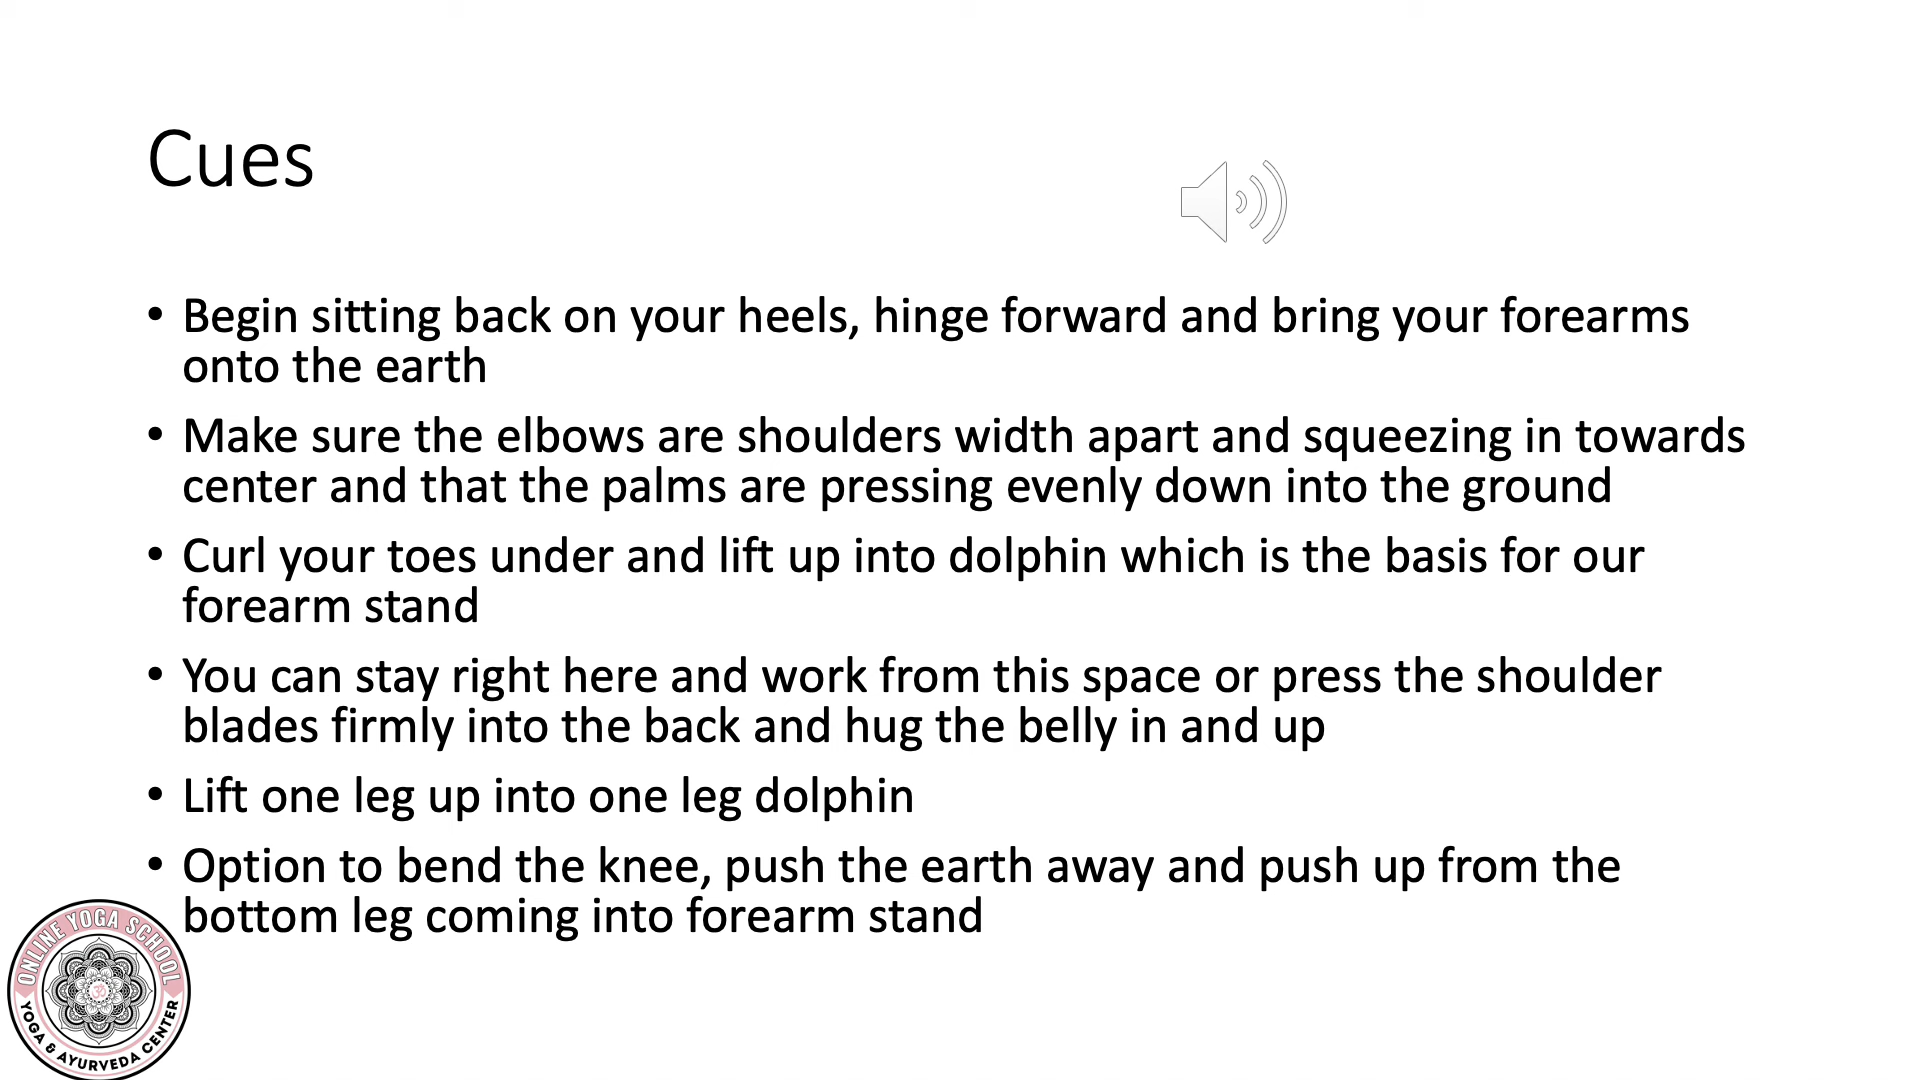 Cues
• Begin sitting back on your heels, hinge forward and bring your forearms
onto the earth
• Make sure the elbows are shoulders width apart and squeezing in towards
center and that the palms are pressing evenly down into the ground
• Curl your toes under and lift up into dolphin which is the basis for our
forearm stand
• You can stay right here and work from this space or press the shoulder
blades firmly into the back and hug the belly in and up
• Lift one leg up into one leg dolphin
• Option to bend the knee, push the earth away and push up from the
bottom leg coming into forearm stand
ONLINE YOGA SCHOOL
ॐ
YOGA & AYURVEDA CENTER